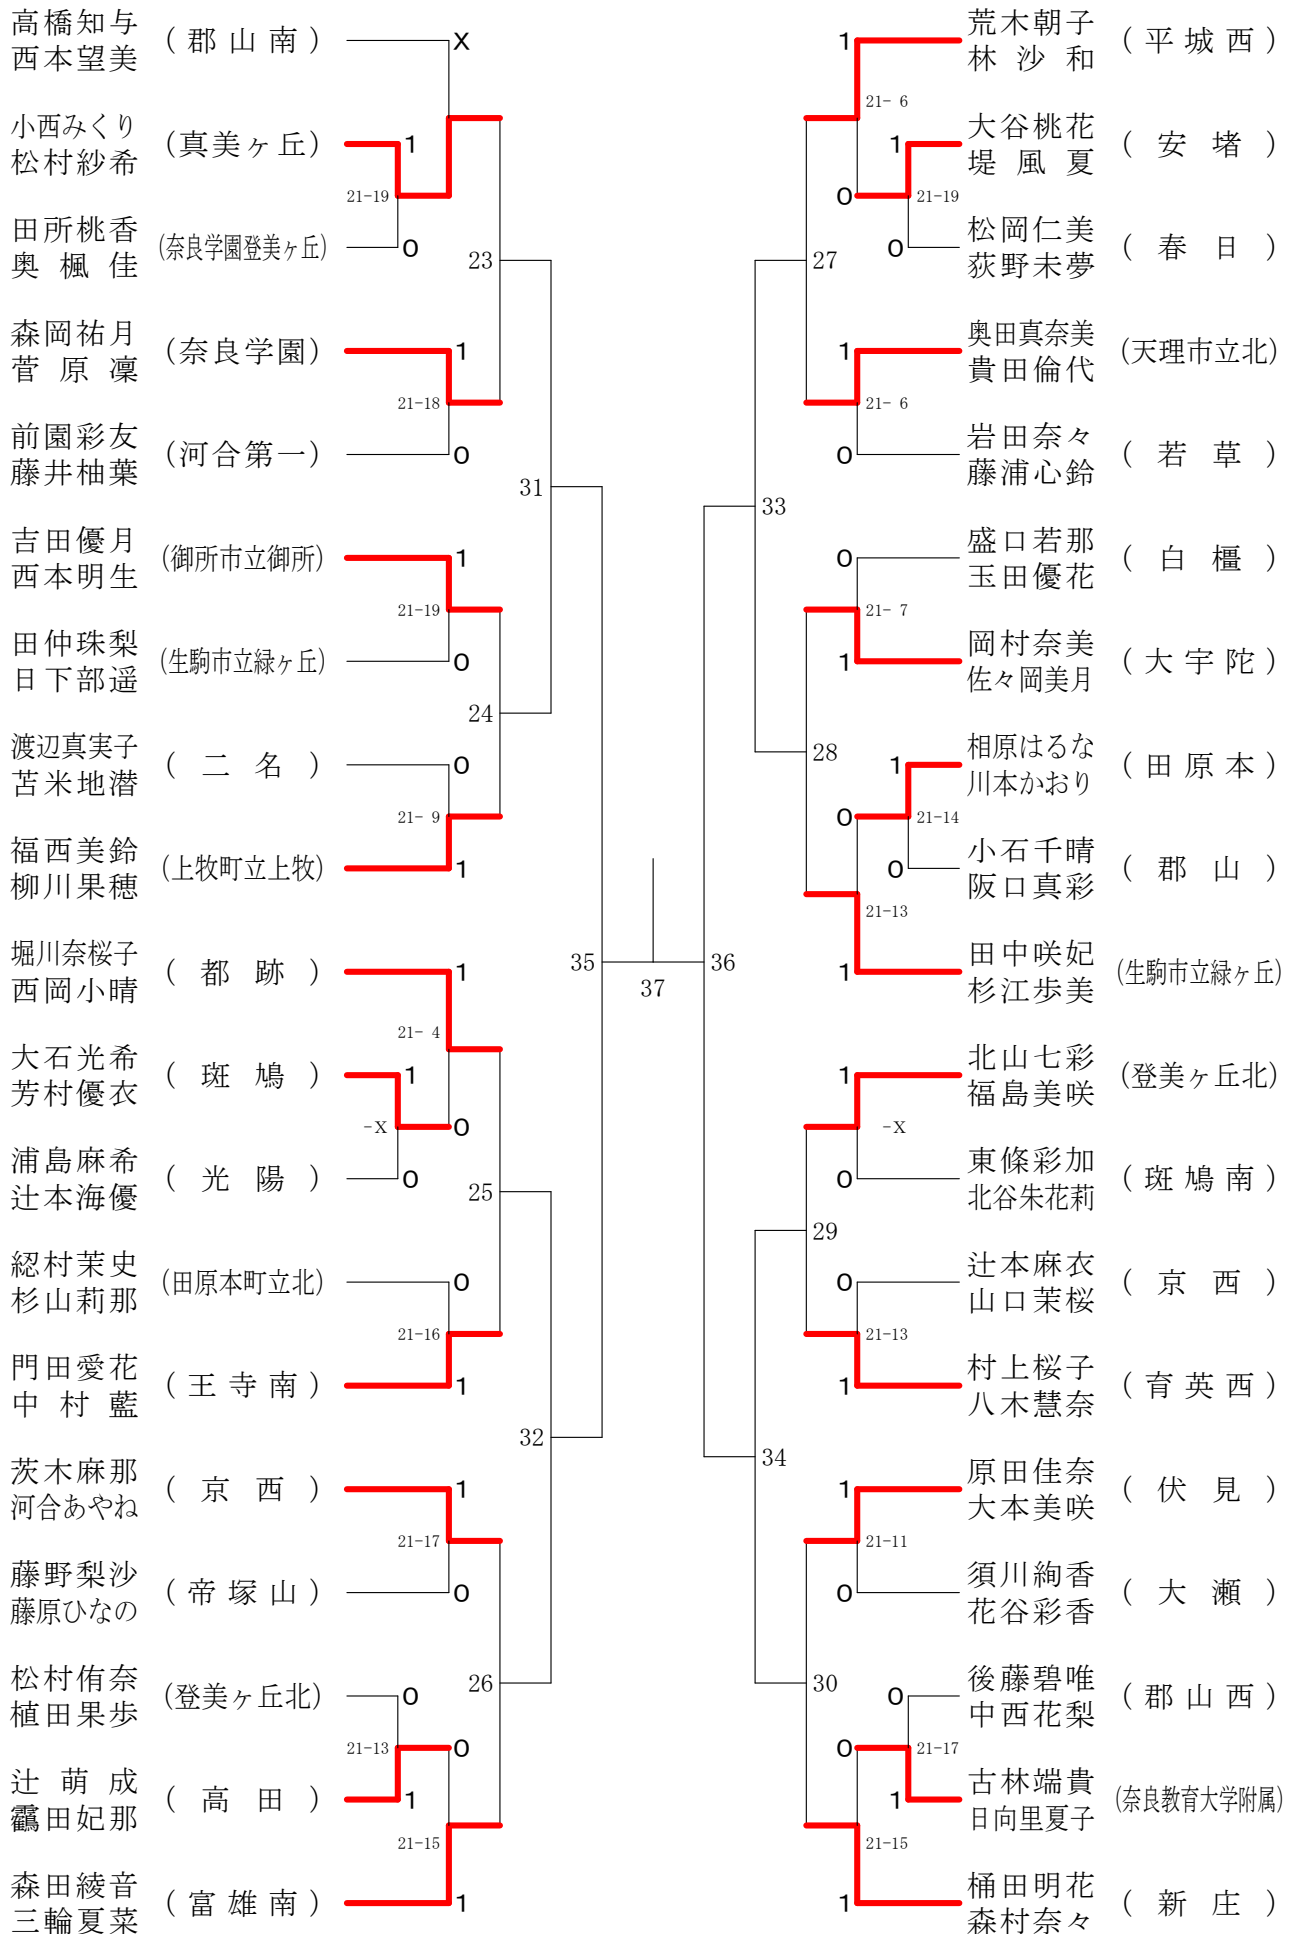 高橋知与
西本望美
(郡山南)
X
小西みくり
松村紗希
(真美ヶ丘)
1
21-19
田所桃香
奥楓佳
(奈良学園登美ヶ丘)
0
23
森岡祐月
菅原凜
(奈良学園)
1
21-18
前園彩友
藤井柚葉
(河合第一)
0
31
吉田優月
西本明生
(御所市立御所)
1
21-19
田仲珠梨
日下部遥
(生駒市立緑ヶ丘)
0
24
渡辺真実子
苫米地潜
(二名)
0
21- 9
福西美鈴
柳川果穂
(上牧町立上牧)
1
堀川奈桜子
西岡小晴
(都跡)
1
35
37
36
21- 4
大石光希
芳村優衣
(斑鳩)
1
-X
0
浦島麻希
辻本海優
(光陽)
0
25
綛村茉史
杉山莉那
(田原本町立北)
0
21-16
門田愛花
中村藍
(王寺南)
1
32
茨木麻那
河合あやね
(京西)
1
21-17
藤野梨沙
藤原ひなの
(帝塚山)
0
松村侑奈
植田果歩
(登美ヶ丘北)
0
26
21-13
0
辻萌成
靏田妃那
(高田)
1
21-15
森田綾音
三輪夏菜
(富雄南)
1
1
荒木朝子
林沙和
(平城西)
21- 6
1
大谷桃花
堤風夏
(安堵)
0
21-19
0
松岡仁美
荻野未夢
(春日)
27
1
奥田真奈美
貴田倫代
(天理市立北)
21- 6
0
岩田奈々
藤浦心鈴
(若草)
33
0
盛口若那
玉田優花
(白橿)
21- 7
1
岡村奈美
佐々岡美月
(大宇陀)
28
1
相原はるな
川本かおり
(田原本)
0
21-14
0
小石千晴
阪口真彩
(郡山)
21-13
1
田中咲妃
杉江歩美
(生駒市立緑ヶ丘)
1
北山七彩
福島美咲
(登美ヶ丘北)
-X
0
東條彩加
北谷朱花莉
(斑鳩南)
29
0
辻本麻衣
山口茉桜
(京西)
21-13
1
村上桜子
八木慧奈
(育英西)
34
1
原田佳奈
大本美咲
(伏見)
21-11
0
須川絢香
花谷彩香
(大瀬)
30
0
後藤碧唯
中西花梨
(郡山西)
0
21-17
1
古林端貴
日向里夏子
(奈良教育大学附属)
21-15
1
桶田明花
森村奈々
(新庄)